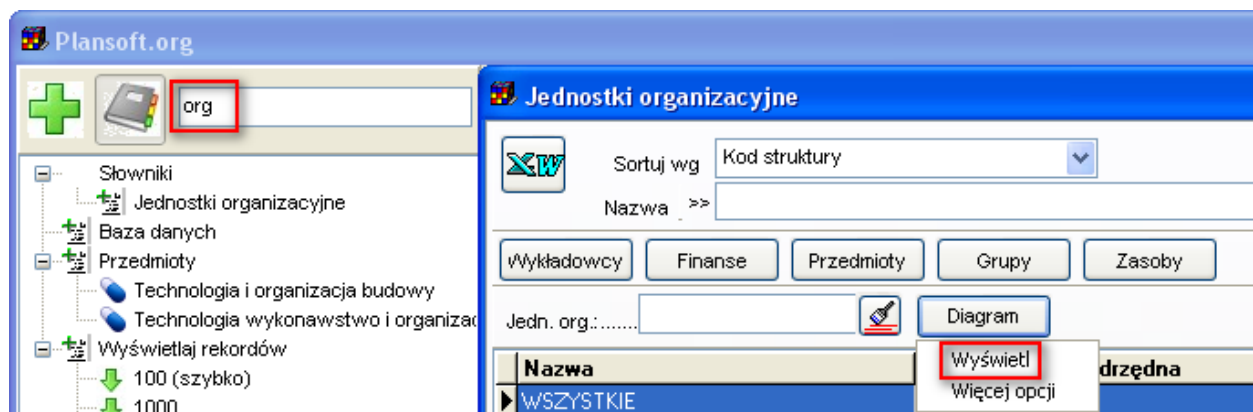 Plansoft.org
org
Słowniki
Jednostki organizacyjne
Baza danych
Przedmioty
Technologia i organizacja budowy
Technologia wykonawstwo i organizac
Wyświetlaj rekordów
100 (szybko)
1000
Jednostki organizacyjne
XW
Sortuj wg Kod struktury
Nazwa >>
Wykładowcy Finanse Przedmioty Grupy Zasoby
Jedn. org.:....... Diagram
Wyświetl
Więcej opcji
Nazwa drzędna
WSZYSTKIE